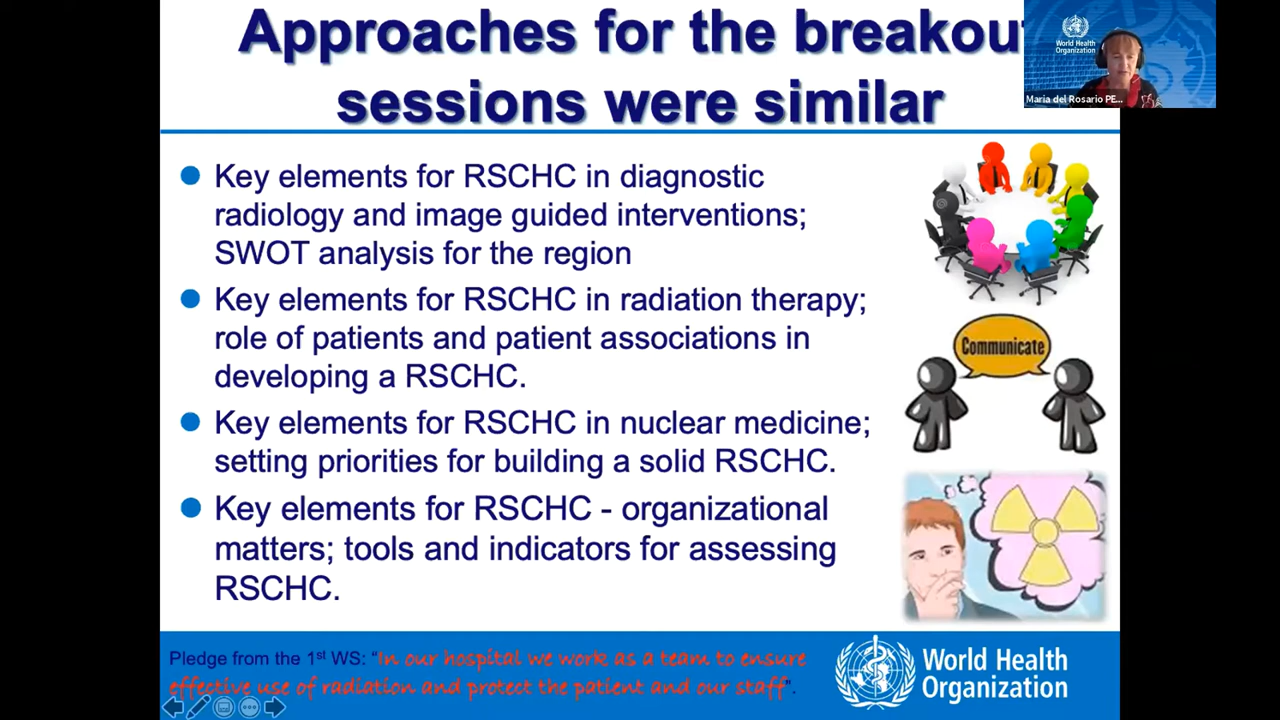 Approaches for the breakou
sessions were similar
World Health
Organization
Maria del Rosario PE...
Key elements for RSCHC in diagnostic
radiology and image guided interventions;
SWOT analysis for the region
Key elements for RSCHC in radiation therapy;
role of patients and patient associations in
developing a RSCHC.
Communicate
Key elements for RSCHC in nuclear medicine;
setting priorities for building a solid RSCHC.
Key elements for RSCHC - organizational
matters; tools and indicators for assessing
RSCHC.
Pledge from the 1st WS: “In our hospital we work as a team to ensure
effective use of radiation and protect the patient and our staff”.
World Health
Organization